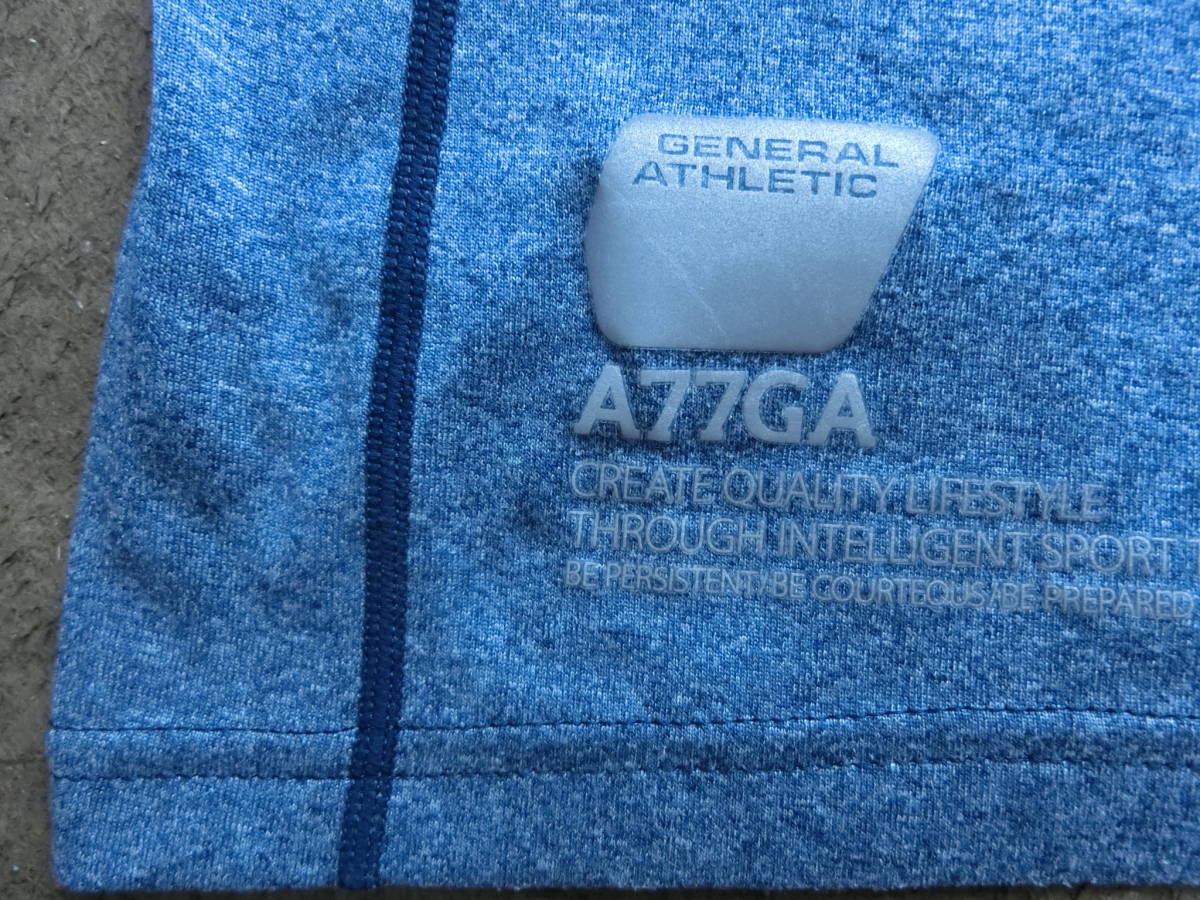 GENERAL
ATHLETIC
A77GA
CREATE QUALITY LIFESTYLE
THROUGH INTELLIGENT SPORT
BE PERSISTENT/BE COURTEOUS/BE PREPARED